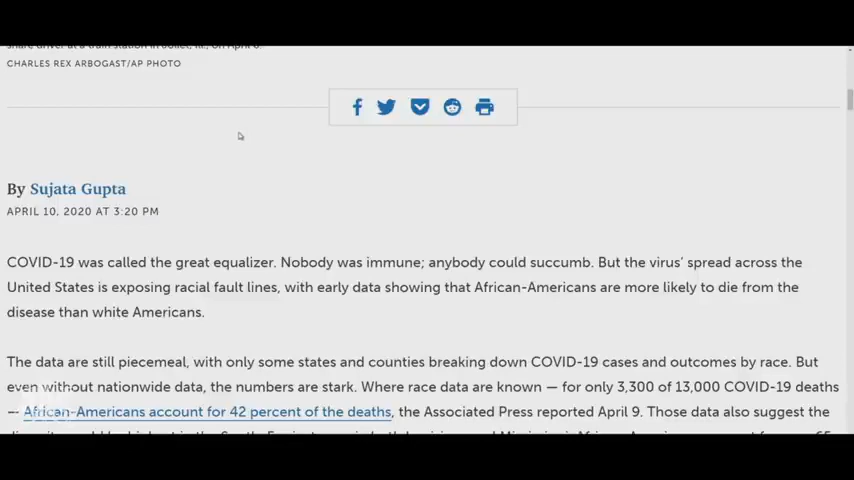 CHARLES REX ARBOGAST/AP PHOTO
By Sujata Gupta
APRIL 10, 2020 AT 3:20 PM
COVID-19 was called the great equalizer. Nobody was immune; anybody could succumb. But the virus' spread across the
United States is exposing racial fault lines, with early data showing that African-Americans are more likely to die from the
disease than white Americans.
The data are still piecemeal, with only some states and counties breaking down COVID-19 cases and outcomes by race. But
even without nationwide data, the numbers are stark. Where race data are known — for only 3,300 of 13,000 COVID-19 deaths
— African-Americans account for 42 percent of the deaths, the Associated Press reported April 9. Those data also suggest the